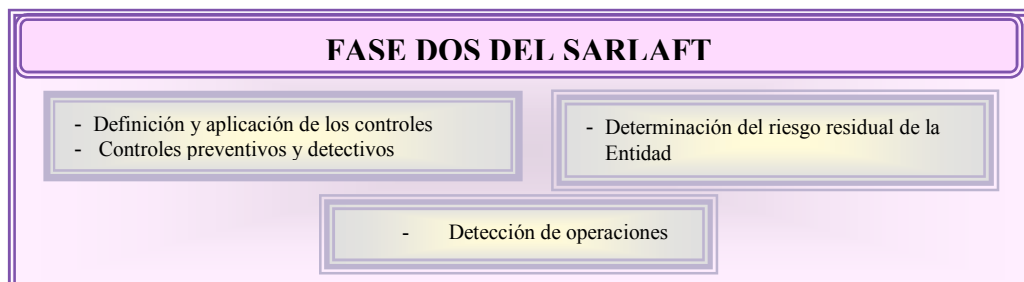 FASE DOS DEL SARLAFT
- Definición y aplicación de los controles
- Controles preventivos y detectivos
- Determinación del riesgo residual de la
Entidad
- Detección de operaciones